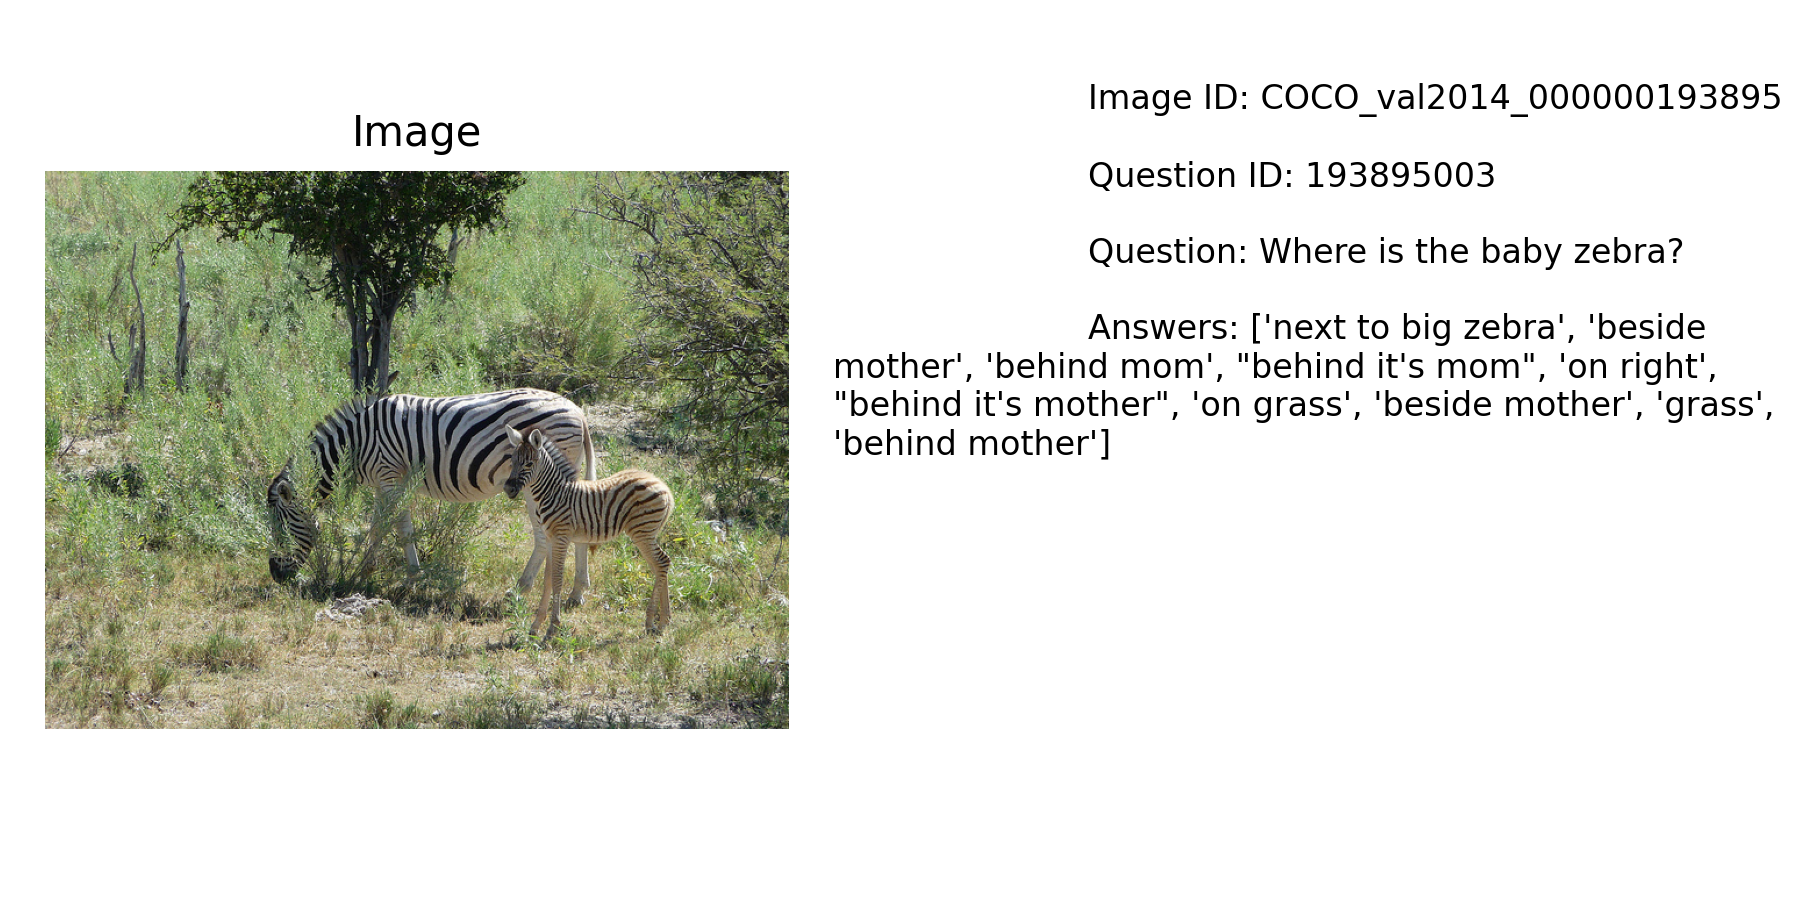 Image
Image ID: COCO_val2014_000000193895
Question ID: 193895003
Question: Where is the baby zebra?
Answers: ['next to big zebra', 'beside
mother', 'behind mom', "behind it's mom", 'on right',
"behind it's mother", 'on grass', 'beside mother', 'grass',
'behind mother']